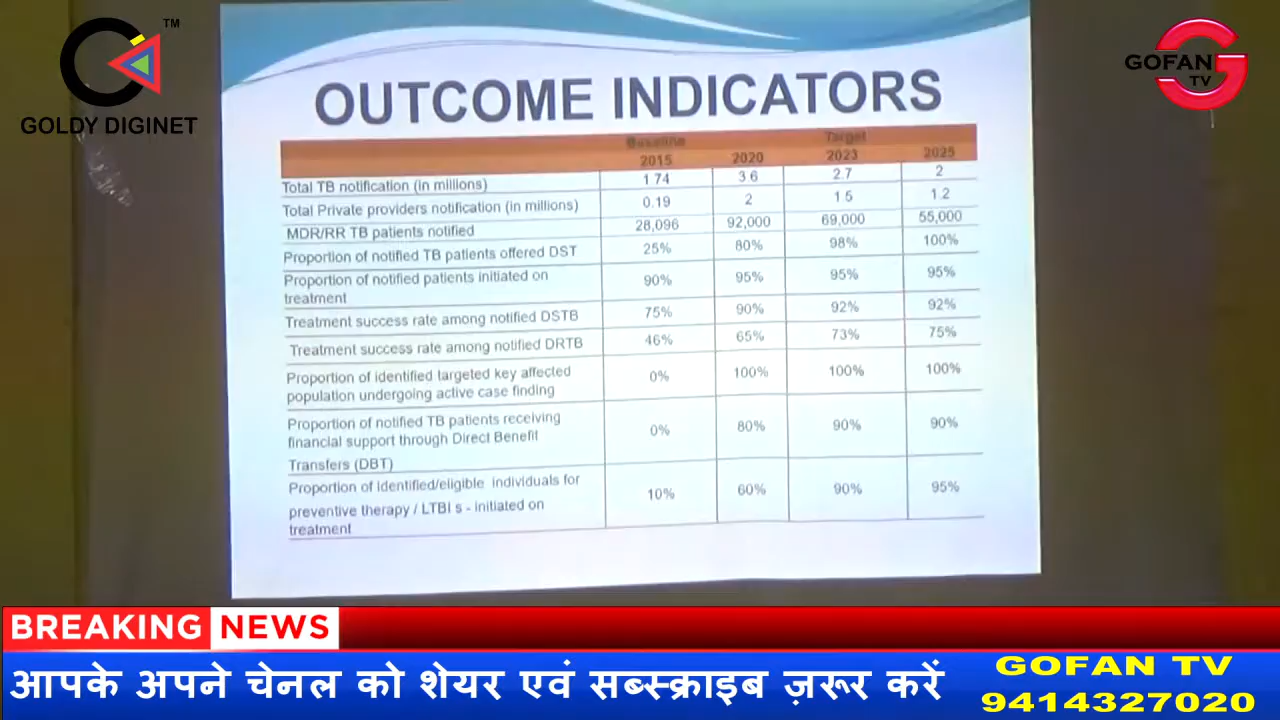 TM
GOLDY DIGINET
GOFAN
TV
OUTCOME INDICATORS
Baseline Target
2015 2020 2023 2025
Total TB notification (in millions) 1 74 3 6 2.7 2
Total Private providers notification (in millions) 0.19 2 1 5 1 2
MDR/RR TB patients notified 28,096 92,000 69,000 55,000
Proportion of notified TB patients offered DST 25% 80% 98% 100%
Proportion of notified patients initiated on
treatment 90% 95% 95% 95%
Treatment success rate among notified DSTB 75% 90% 92% 92%
Treatment success rate among notified DRTB 46% 65% 73% 75%
Proportion of identified targeted key affected
population undergoing active case finding 0% 100% 100% 100%
Proportion of notified TB patients receiving
financial support through Direct Benefit
Transfers (DBT) 0% 80% 90% 90%
Proportion of identified/eligible individuals for
preventive therapy / LTBI s - initiated on
treatment 10% 60% 90% 95%
BREAKING NEWS
आपके अपने चेनल को शेयर एवं सब्स्क्राइब ज़रूर करें
GOFAN TV
9414327020